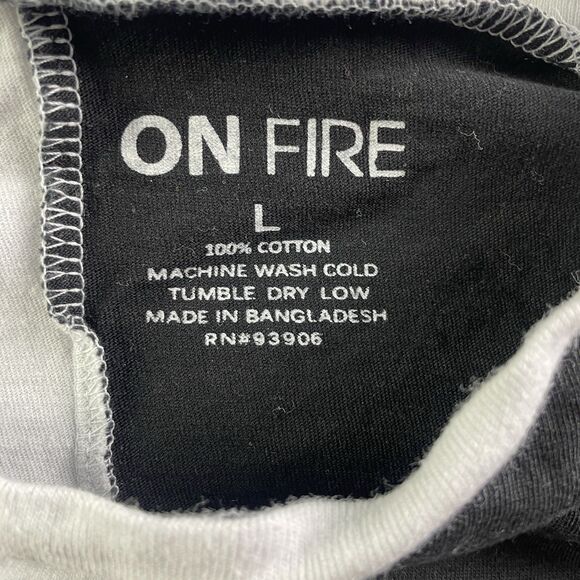 ON FIRE
L
100% COTTON
MACHINE WASH COLD
TUMBLE DRY LOW
MADE IN BANGLADESH
RN#93906